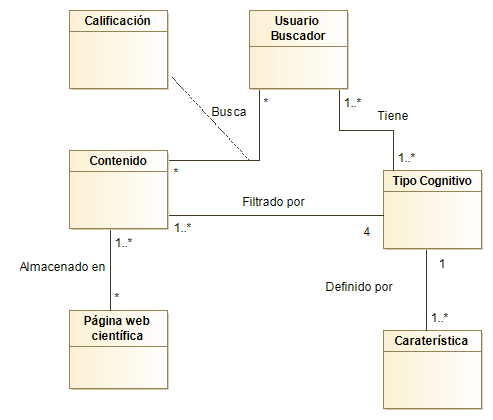 Calificación
Usuario
Buscador
Busca
*
1..*
Tiene
Contenido
*
1..*
Tipo Cognitivo
Filtrado por
1..*
4
1..*
1
Almacenado en
Definido por
*
1..*
Página web
científica
Caraterística